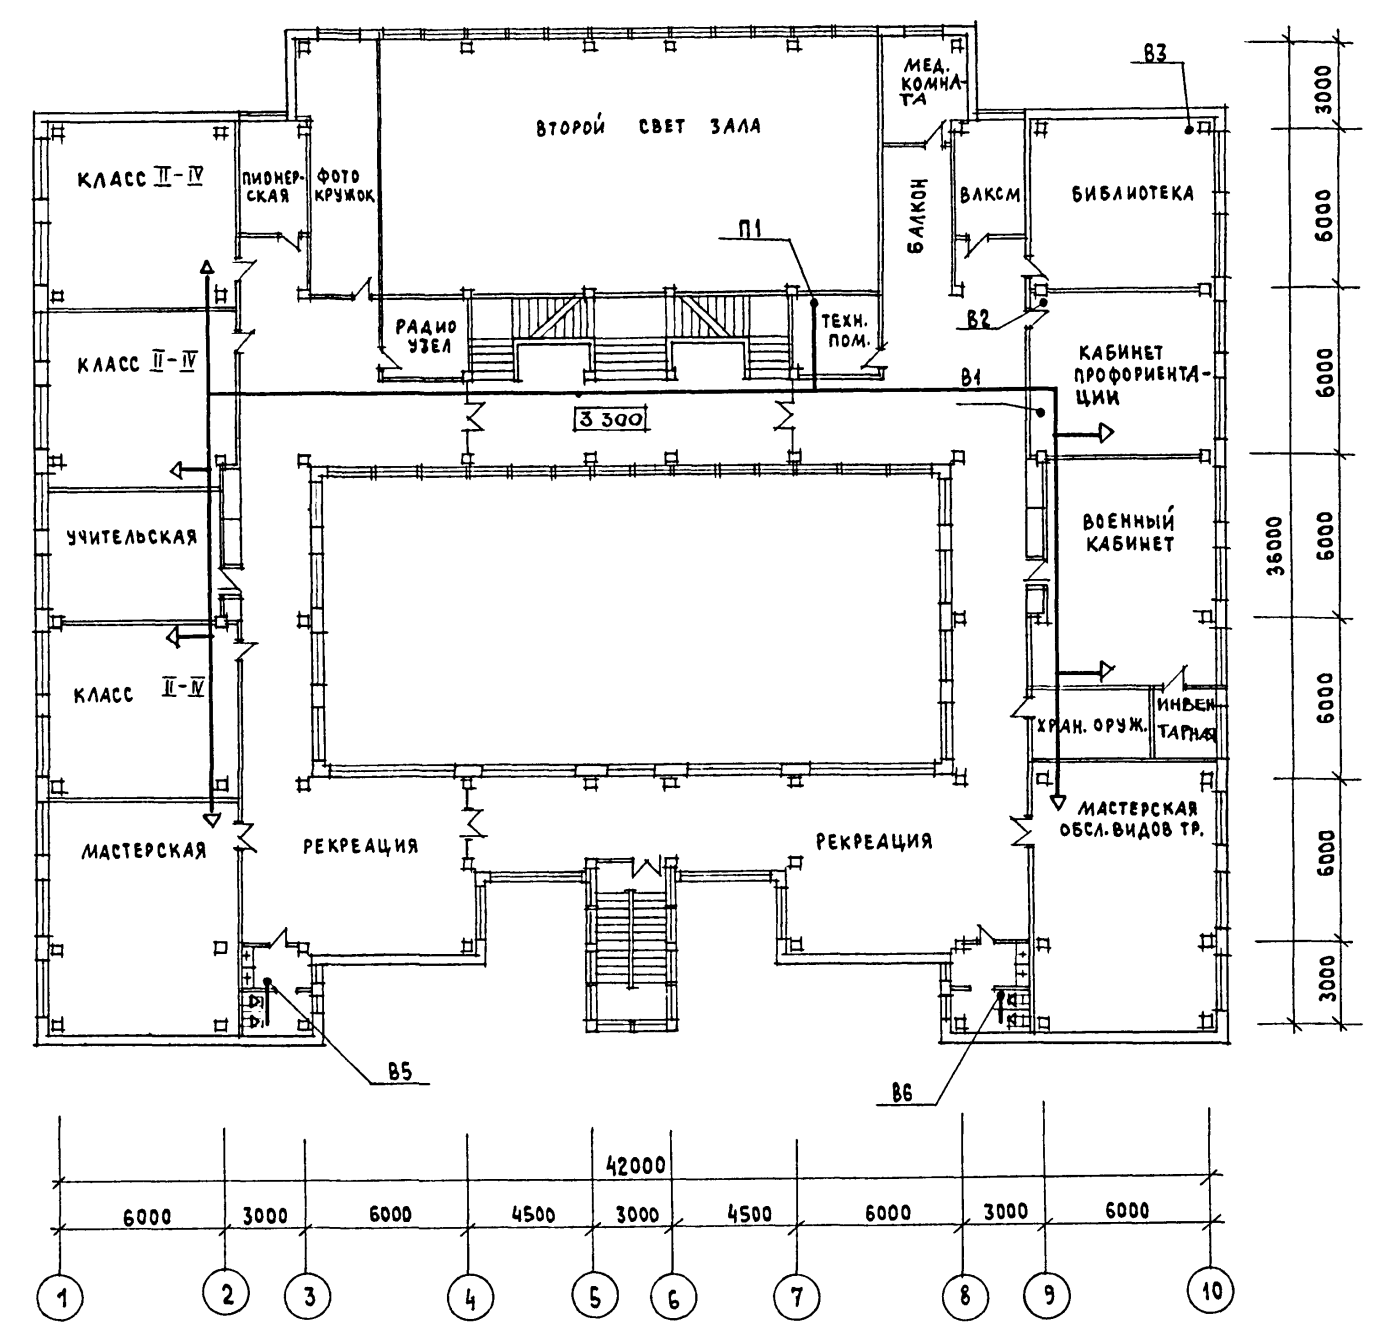 В3
МЕД.
КОМНА-
ТА
3000
ВТОРОЙ СВЕТ ЗАЛА
КЛАСС II-IV
ПИОНЕР-
СКАЯ
ФОТО
КРУЖОК
БАЛКОН
ВЛКСМ
БИБЛИОТЕКА
6000
П1
РАДИО
УЗЕЛ
ТЕХН.
ПОМ.
В2
КЛАСС II-IV
КАБИНЕТ
ПРОФОРИЕНТА-
ЦИИ
6000
В1
3 300
УЧИТЕЛЬСКАЯ
ВОЕННЫЙ
КАБИНЕТ
36000
6000
КЛАСС II-IV
ХРАН. ОРУЖ.
ИНВЕН
ТАРНАЯ
6000
МАСТЕРСКАЯ
РЕКРЕАЦИЯ
РЕКРЕАЦИЯ
МАСТЕРСКАЯ
ОБСЛ. ВИДОВ ТР.
6000
3000
В5
В6
42000
6000 3000 6000 4500 3000 4500 6000 3000 6000
1 2 3 4 5 6 7 8 9 10